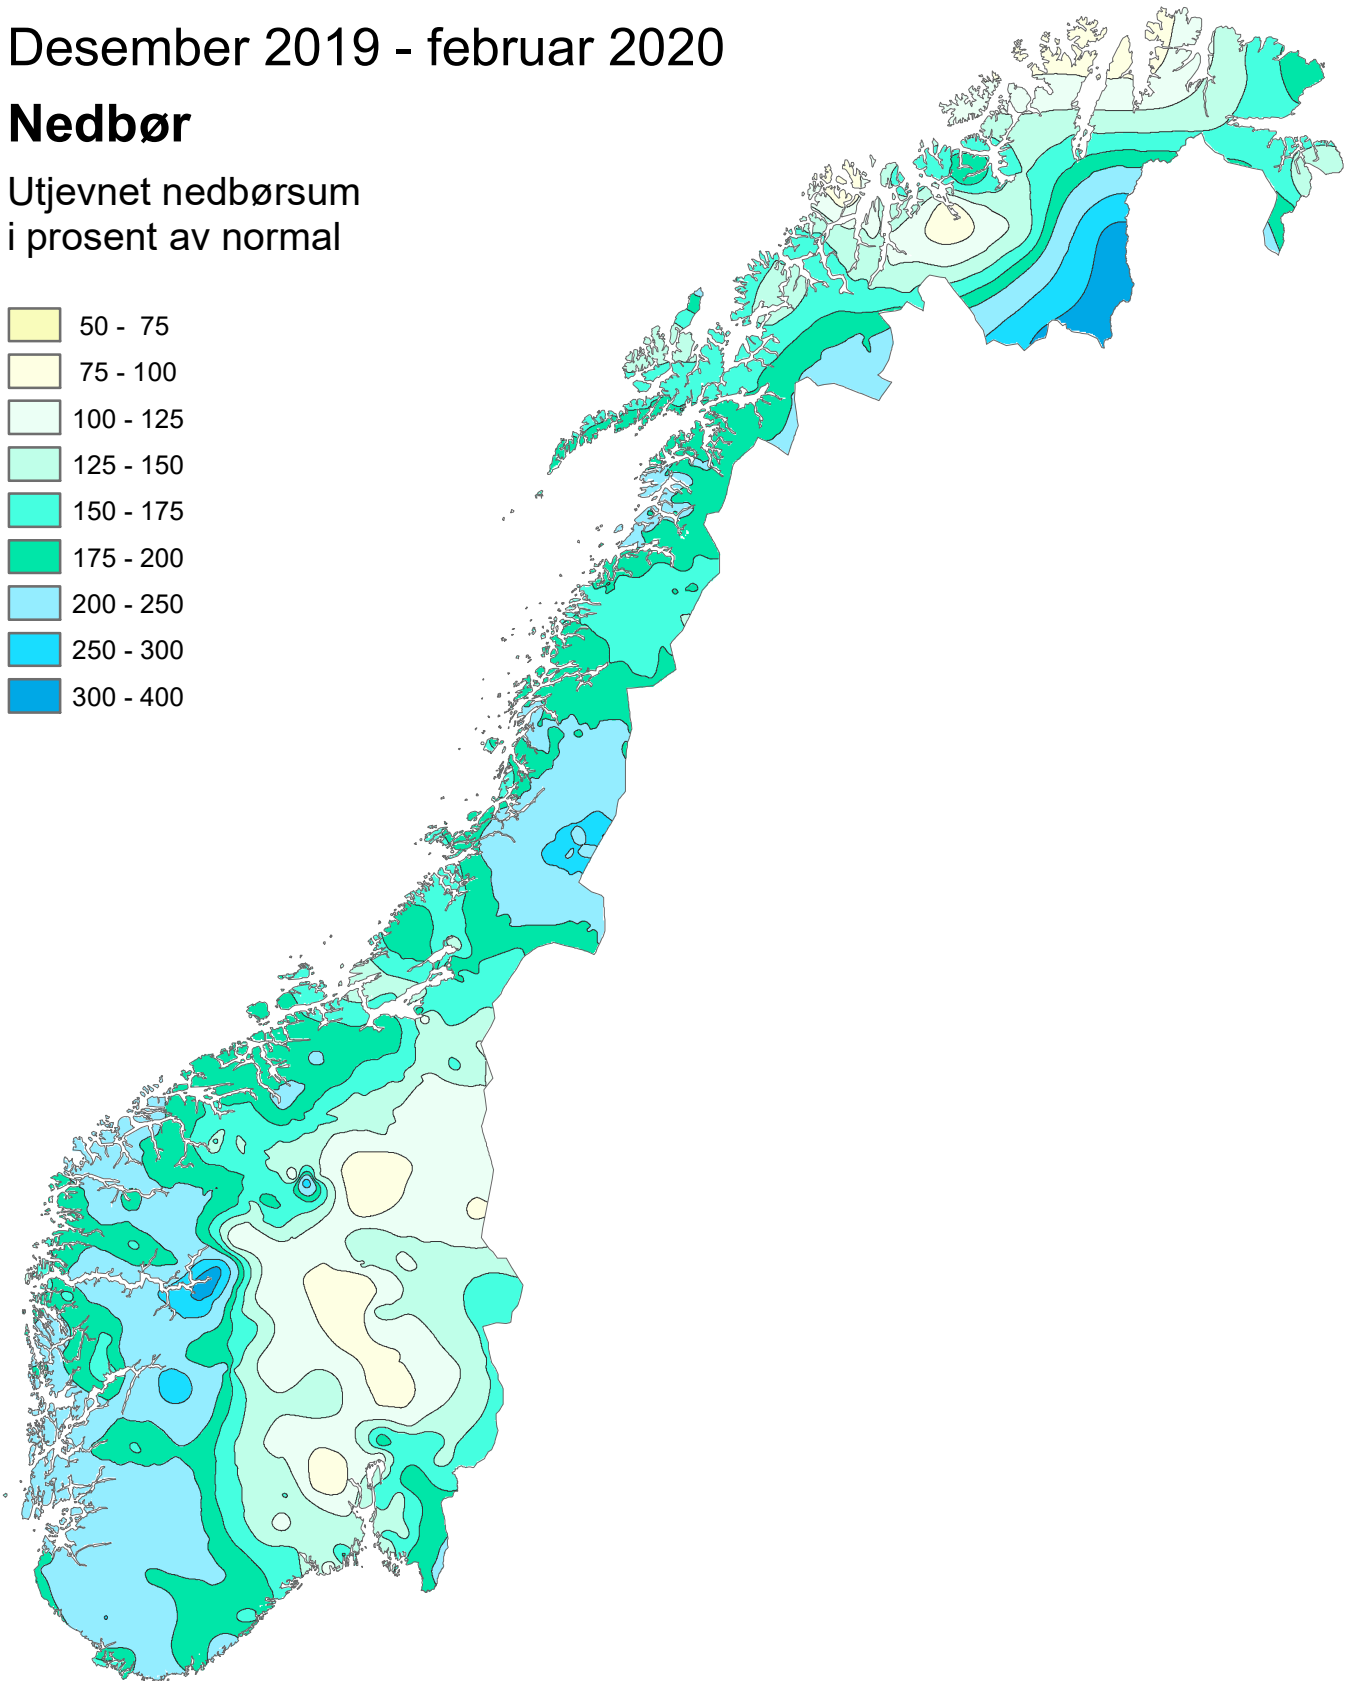 Desember 2019 - februar 2020
Nedbør
Utjevnet nedbørsum
i prosent av normal
50 - 75
75 - 100
100 - 125
125 - 150
150 - 175
175 - 200
200 - 250
250 - 300
300 - 400